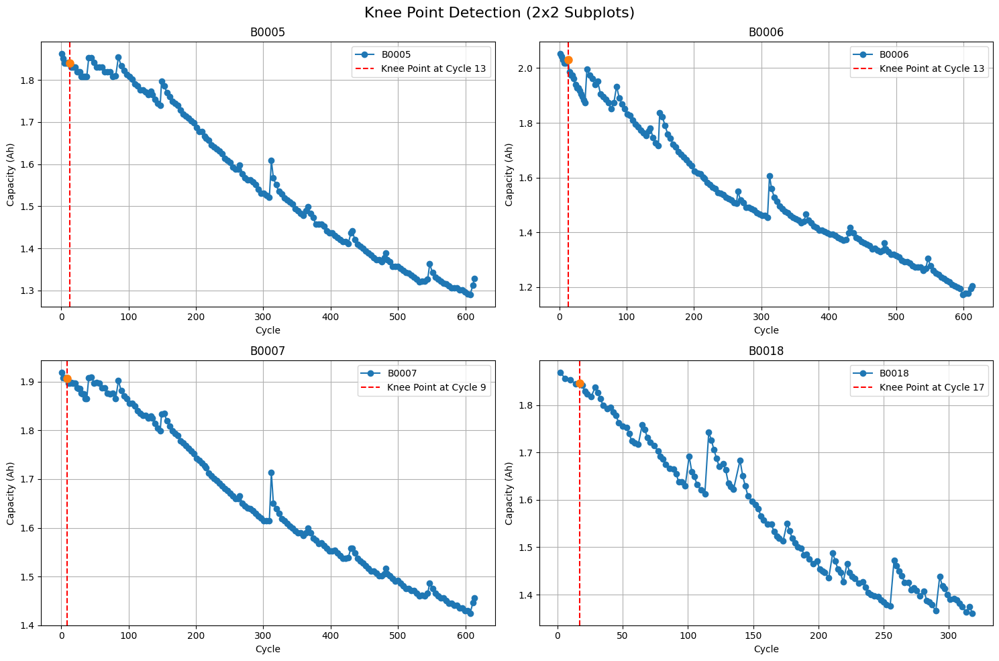 Knee Point Detection (2x2 Subplots)
B0005
B0005
Knee Point at Cycle 13
1.8
1.7
1.6
1.5
1.4
1.3
Capacity (Ah)
0 100 200 300 400 500 600
Cycle
B0006
B0006
Knee Point at Cycle 13
2.0
1.8
1.6
1.4
1.2
Capacity (Ah)
0 100 200 300 400 500 600
Cycle
B0007
B0007
Knee Point at Cycle 9
1.9
1.8
1.7
1.6
1.5
1.4
Capacity (Ah)
0 100 200 300 400 500 600
Cycle
B0018
B0018
Knee Point at Cycle 17
1.8
1.7
1.6
1.5
1.4
Capacity (Ah)
0 50 100 150 200 250 300
Cycle